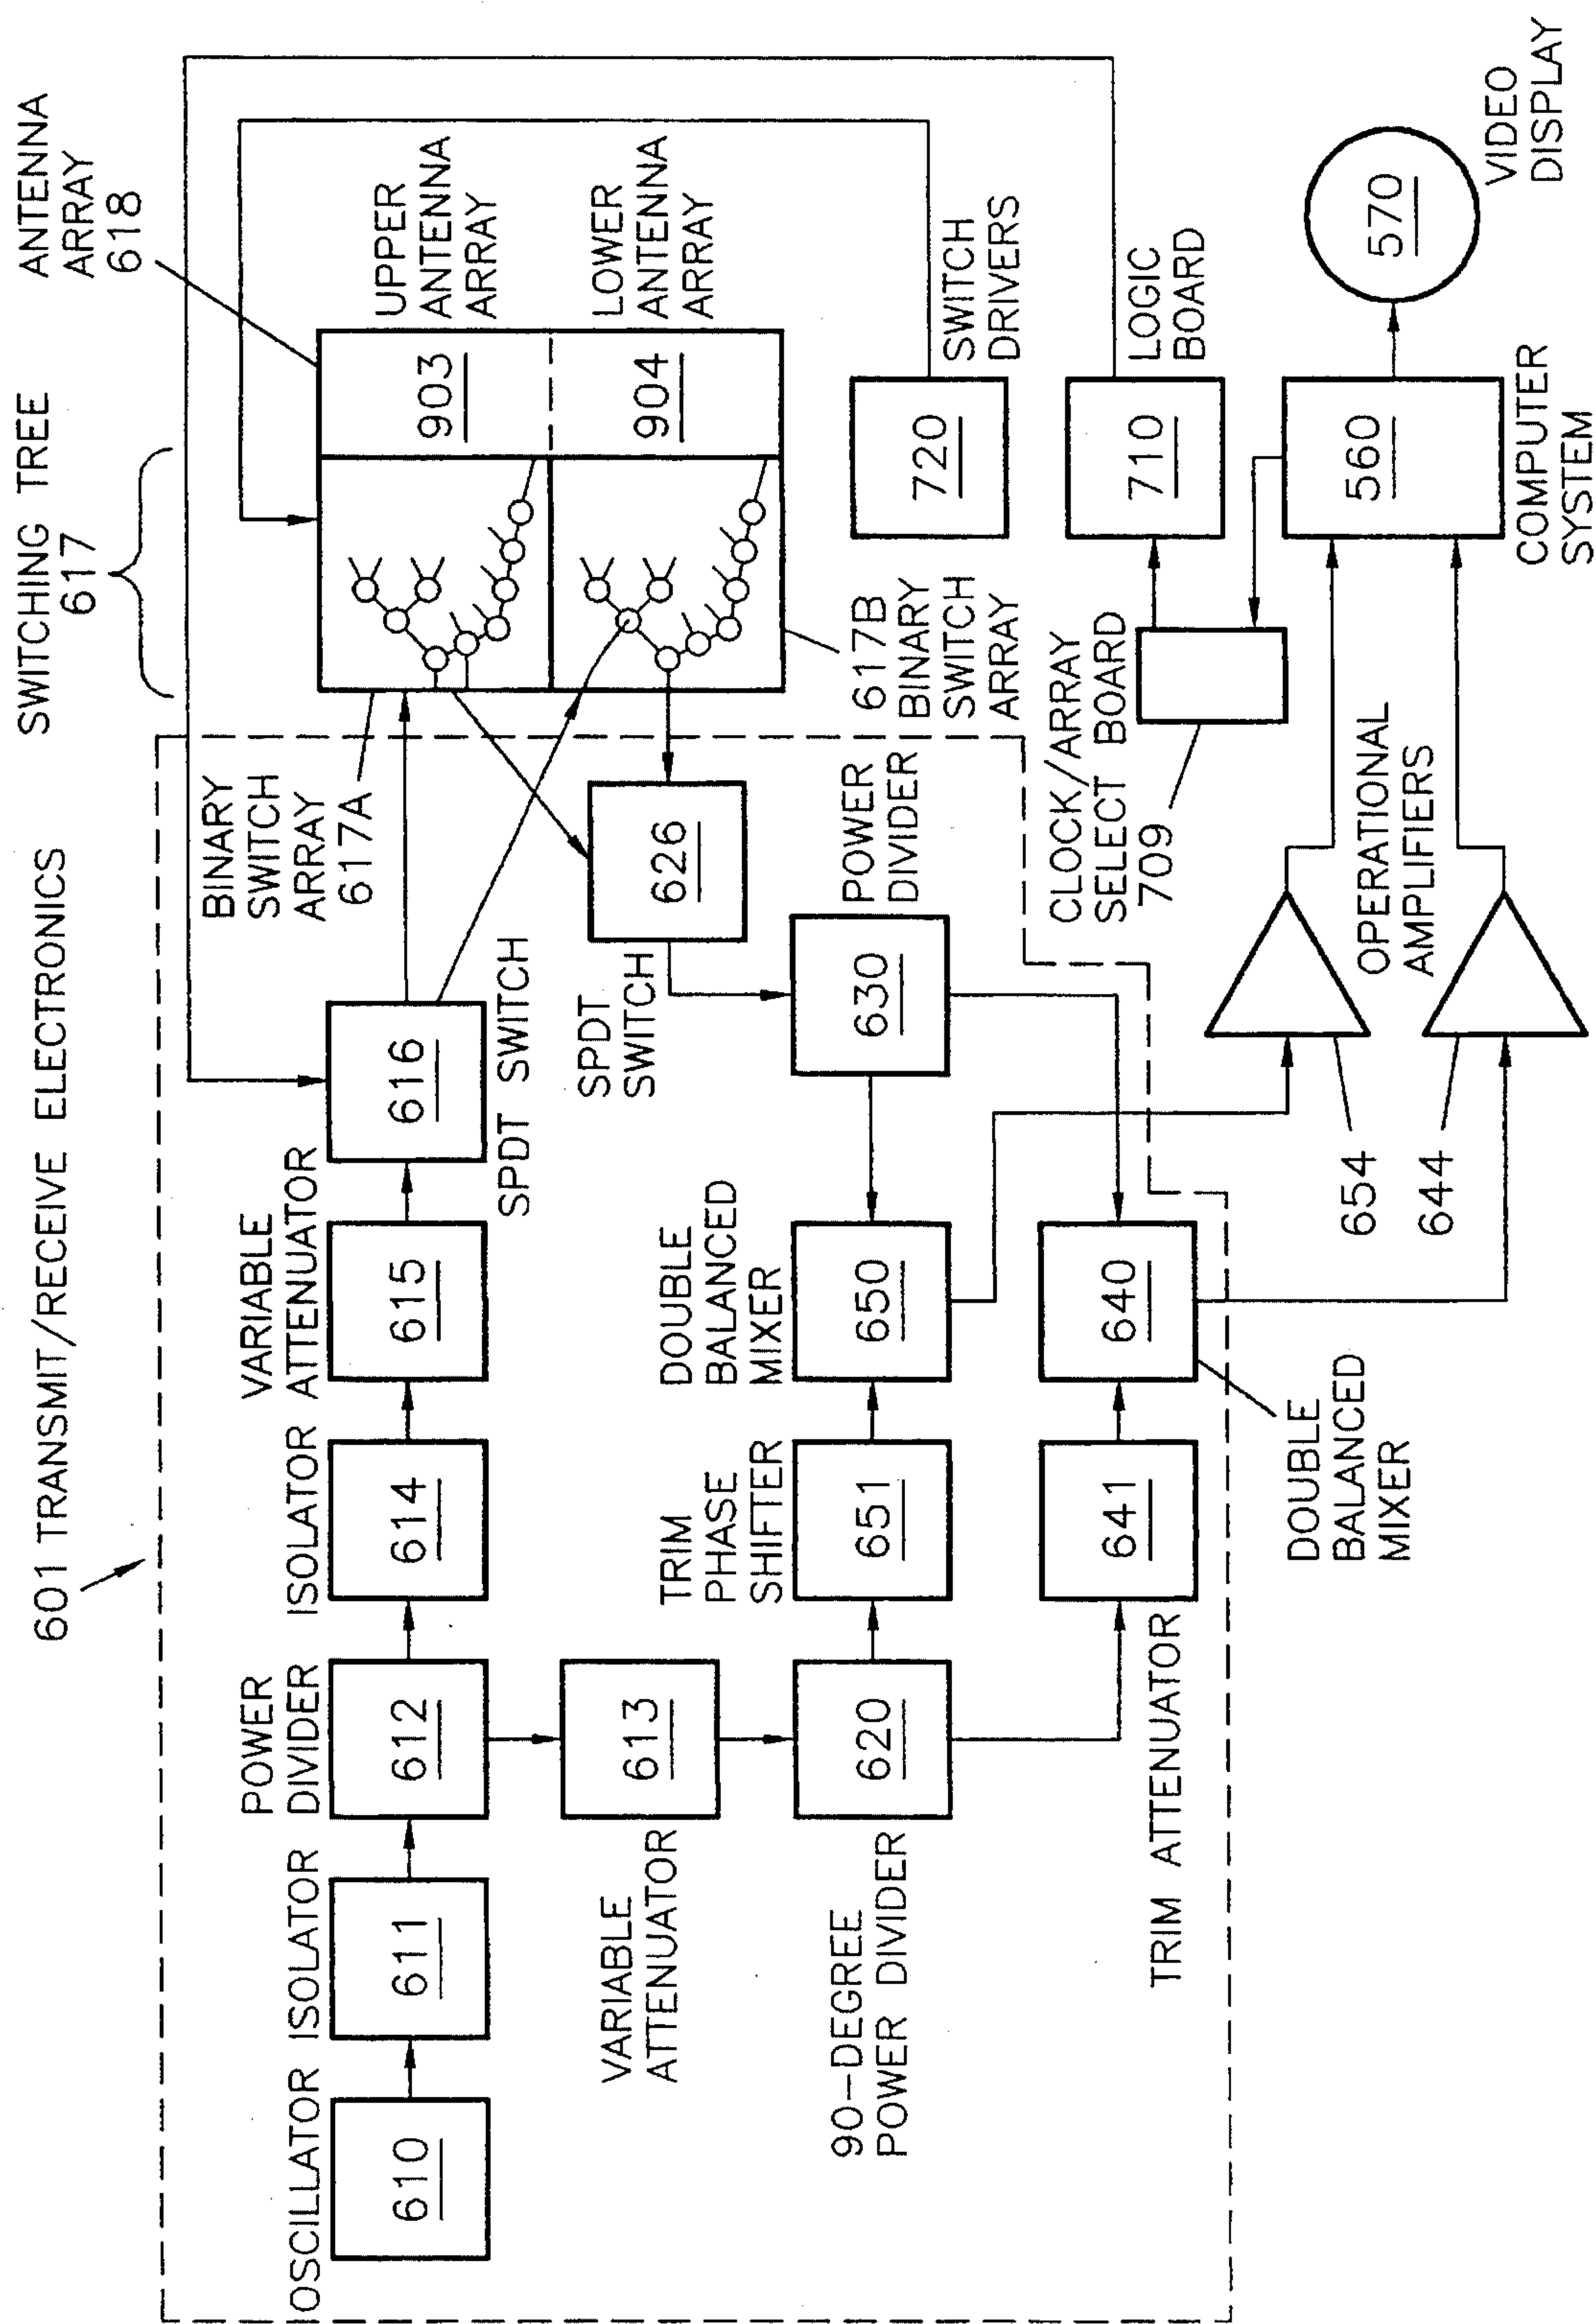 601 TRANSMIT/RECEIVE ELECTRONICS
SWITCHING TREE
617
ANTENNA
ARRAY
618
OSCILLATOR
610
ISOLATOR
611
POWER
DIVIDER
612
ISOLATOR
614
VARIABLE
ATTENUATOR
615
616
SPDT SWITCH
BINARY
SWITCH
ARRAY
617A
903
UPPER
ANTENNA
ARRAY
904
LOWER
ANTENNA
ARRAY
617B
BINARY
SWITCH
ARRAY
VARIABLE
ATTENUATOR
613
SPDT
SWITCH
626
90-DEGREE
POWER DIVIDER
620
TRIM
PHASE
SHIFTER
651
DOUBLE
BALANCED
MIXER
650
630
POWER
DIVIDER
720
SWITCH
DRIVERS
TRIM ATTENUATOR
641
640
DOUBLE
BALANCED
MIXER
CLOCK/ARRAY
SELECT BOARD
709
710
LOGIC
BOARD
654
644
OPERATIONAL
AMPLIFIERS
560
COMPUTER
SYSTEM
570
VIDEO
DISPLAY